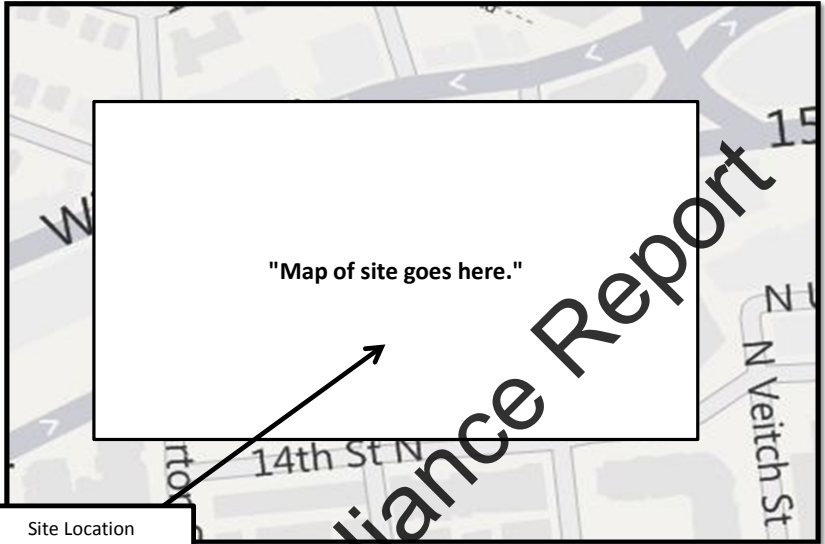 15
W
"Map of site goes here."
N
N Veitch St
14th St N
Report
Site Location